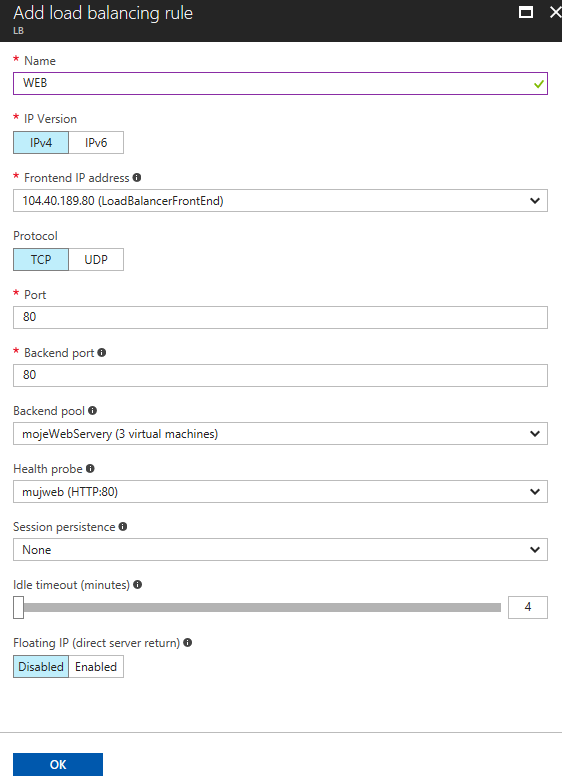 Add load balancing rule
LB
* Name
WEB
* IP Version
IPv4 IPv6
* Frontend IP address
104.40.189.80 (LoadBalancerFrontEnd)
Protocol
TCP UDP
* Port
80
* Backend port
80
Backend pool
mojeWebServery (3 virtual machines)
Health probe
mujweb (HTTP:80)
Session persistence
None
Idle timeout (minutes)
4
Floating IP (direct server return)
Disabled Enabled
OK